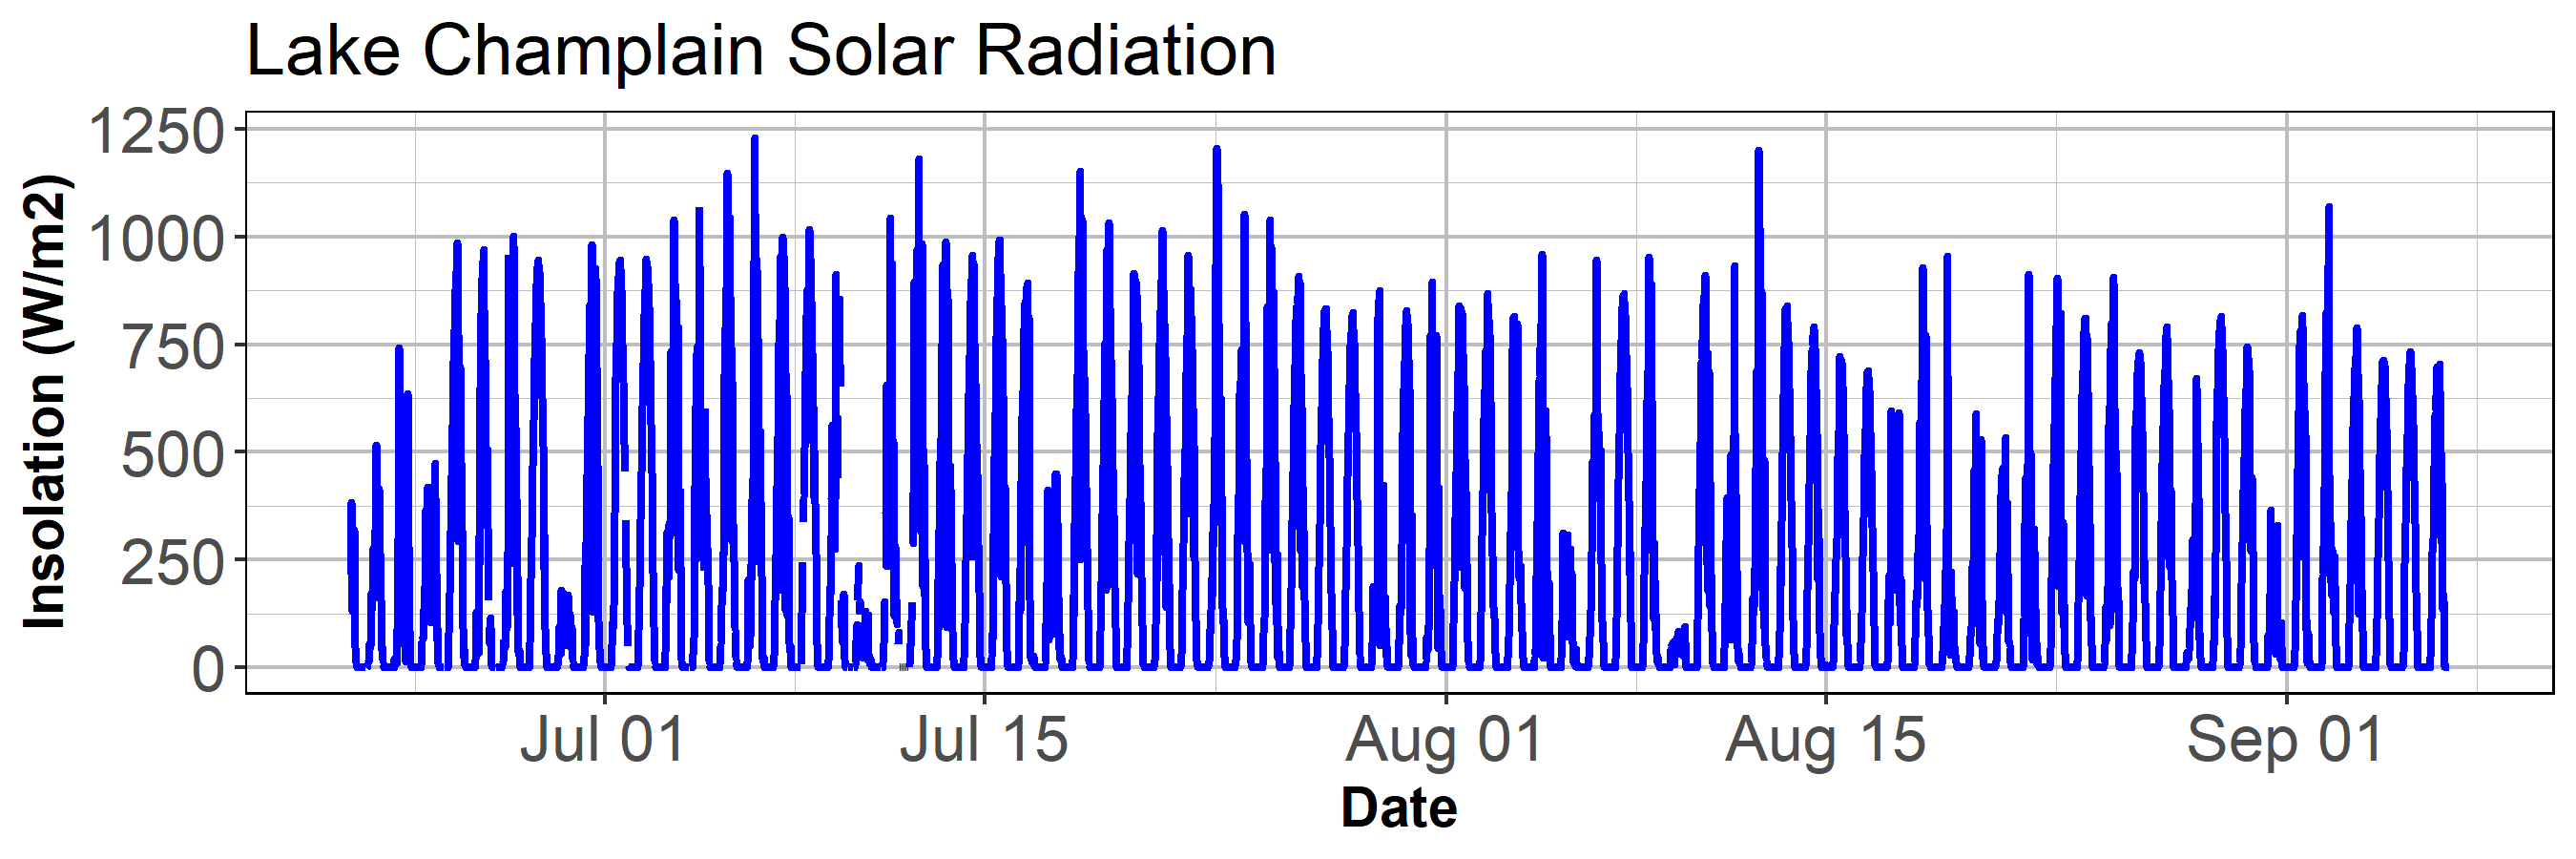 Lake Champlain Solar Radiation
Insolation (W/m2)
1250
1000
750
500
250
0
Jul 01 Jul 15 Aug 01 Aug 15 Sep 01
Date